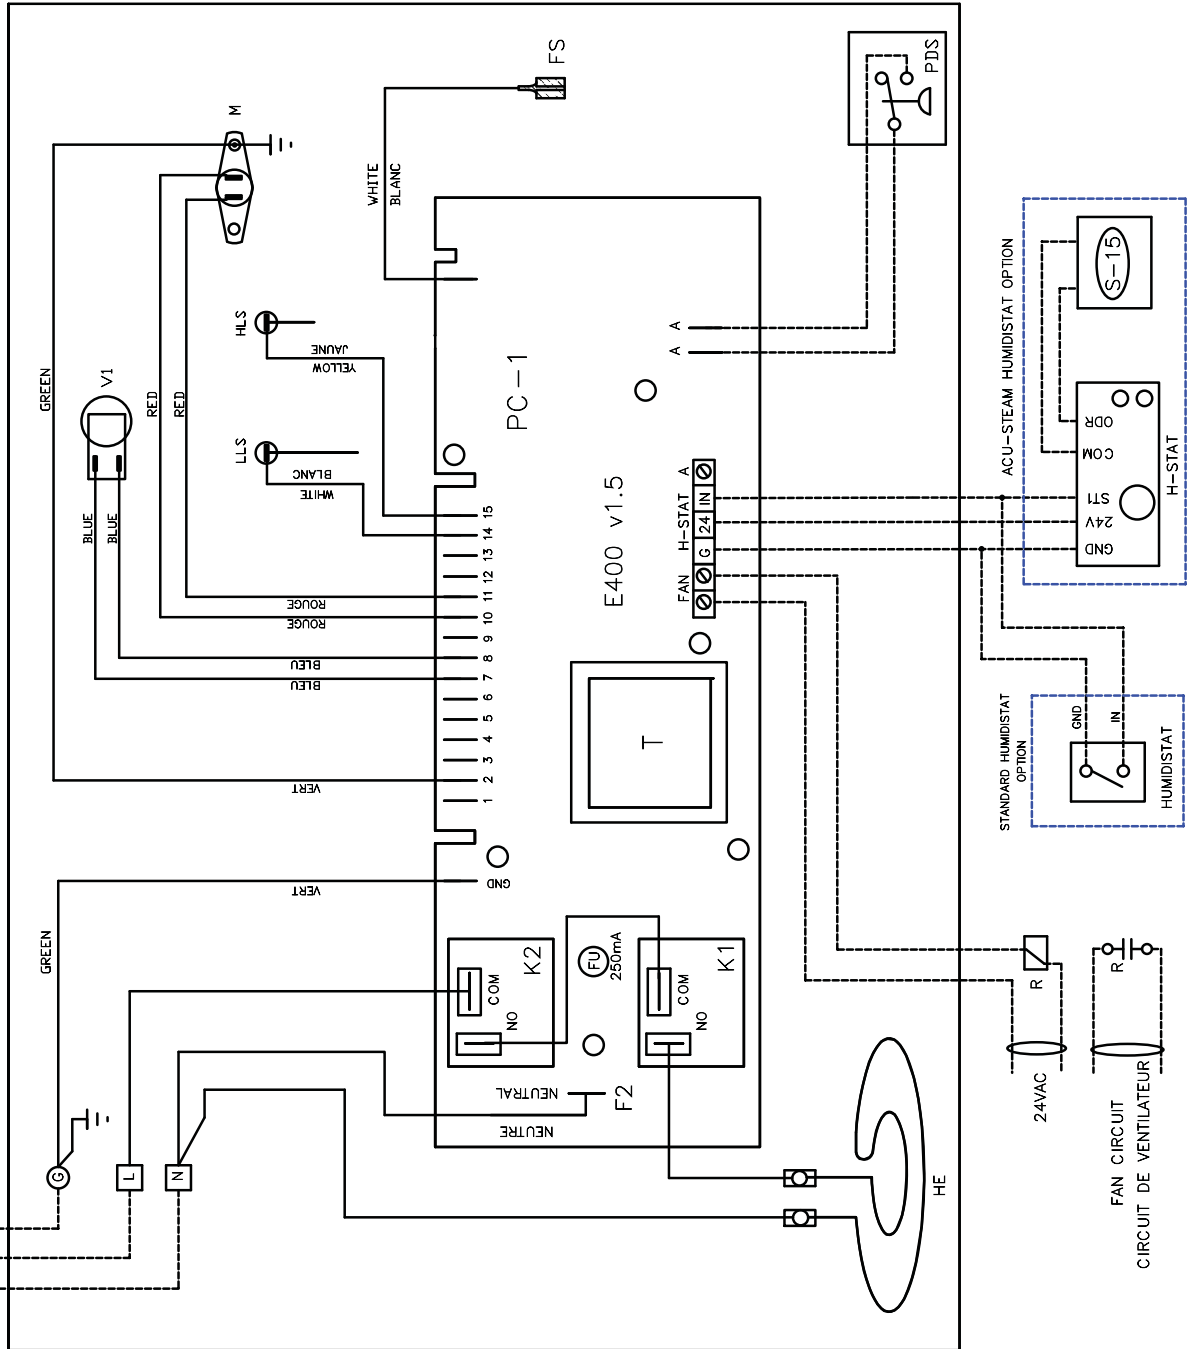 FS
PDS
M
GREEN
WHITE
BLANC
V1
RED
RED
HLS
JAUNE
YELLOW
LLS
BLANC
WHITE
BLUE
BLUE
PC-1
E400 v1.5
A
A
H-STAT
A
IN
24
G
FAN
15
14
13
12
11
10
9
8
7
6
5
4
3
2
1
ROUGE
ROUGE
BLEU
BLEU
VERT
VERT
GND
T
GREEN
K2
COM
NO
FU
250mA
K1
COM
NO
NEUTRAL
F2
NEUTRE
G
L
N
HE
ACU-STEAM HUMIDISTAT OPTION
S-15
ODR
COM
ST1
24V
GND
H-STAT
STANDARD HUMIDISTAT
OPTION
GND
IN
HUMIDISTAT
R
R
24VAC
FAN CIRCUIT
CIRCUIT DE VENTILATEUR